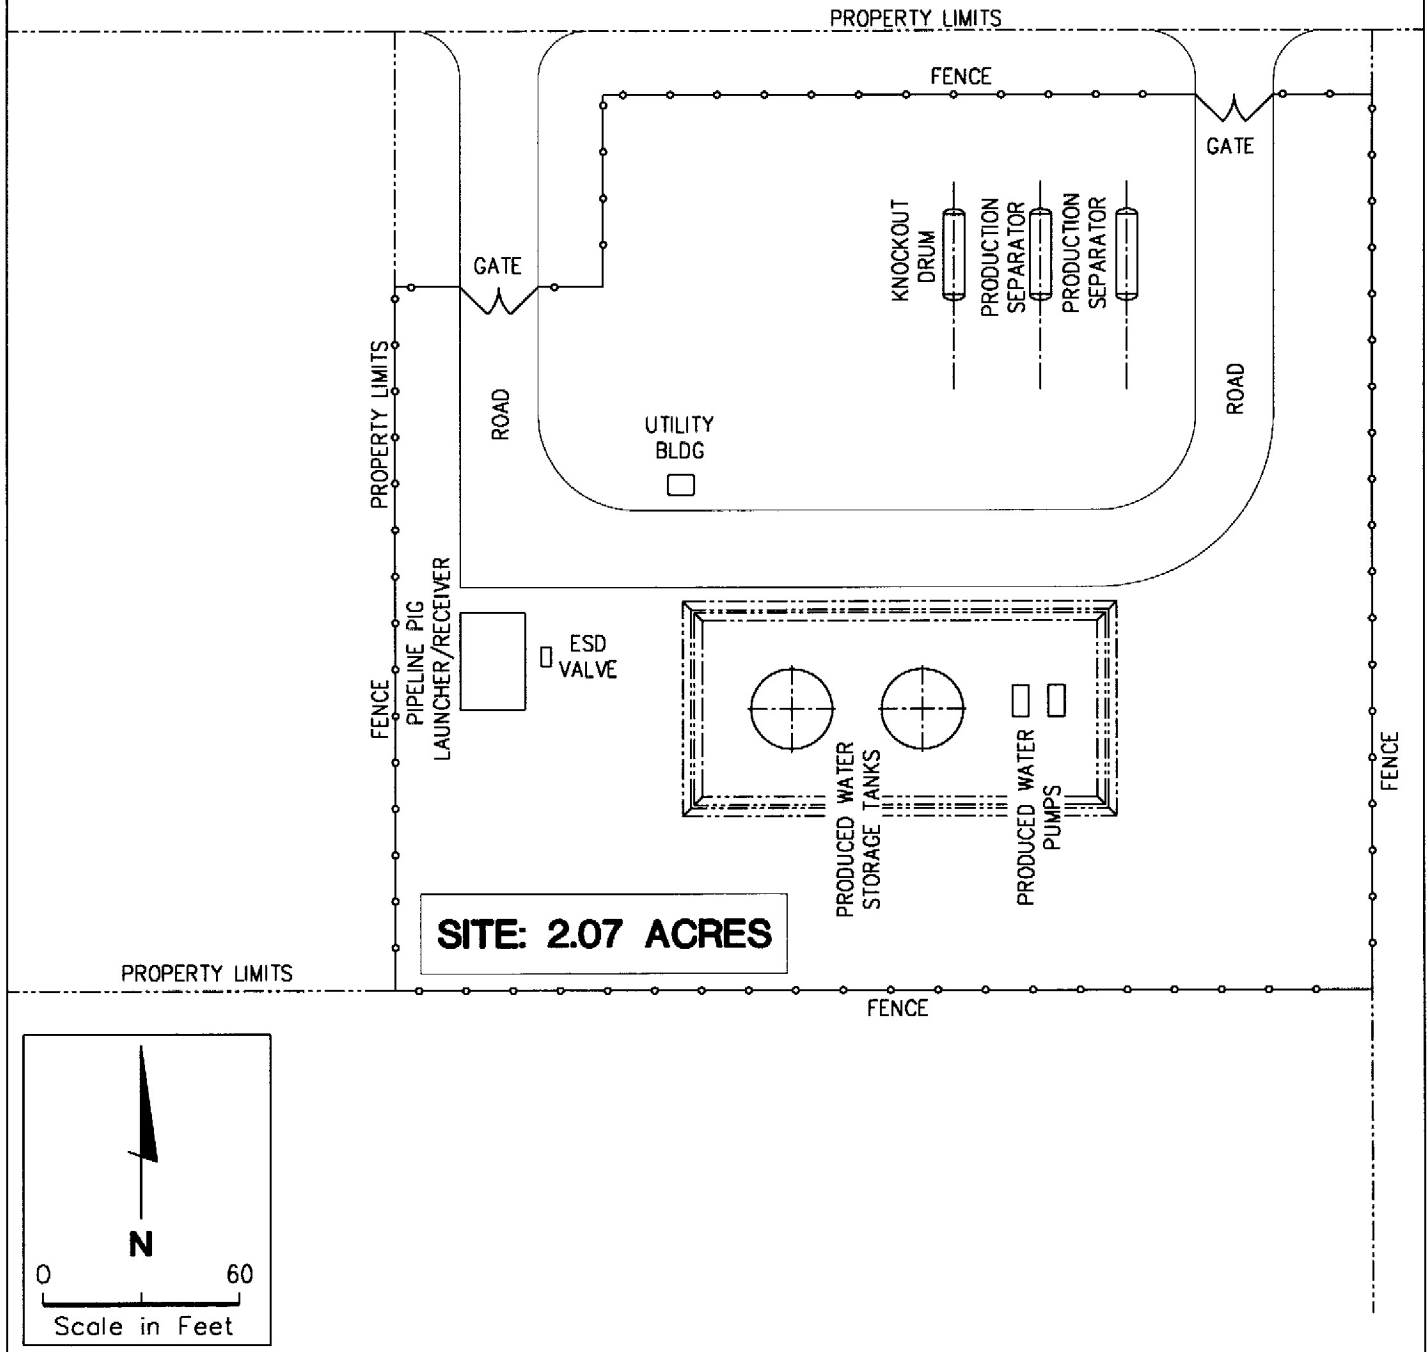 PROPERTY LIMITS
FENCE
GATE
KNOCKOUT
DRUM
PRODUCTION
SEPARATOR
PRODUCTION
SEPARATOR
GATE
PROPERTY LIMITS
ROAD
ROAD
UTILITY
BLDG
PIPELINE PIG
LAUNCHER/RECEIVER
ESD
VALVE
FENCE
PRODUCED WATER
STORAGE TANKS
PRODUCED WATER
PUMPS
FENCE
SITE: 2.07 ACRES
PROPERTY LIMITS
FENCE
N
0 60
Scale in Feet